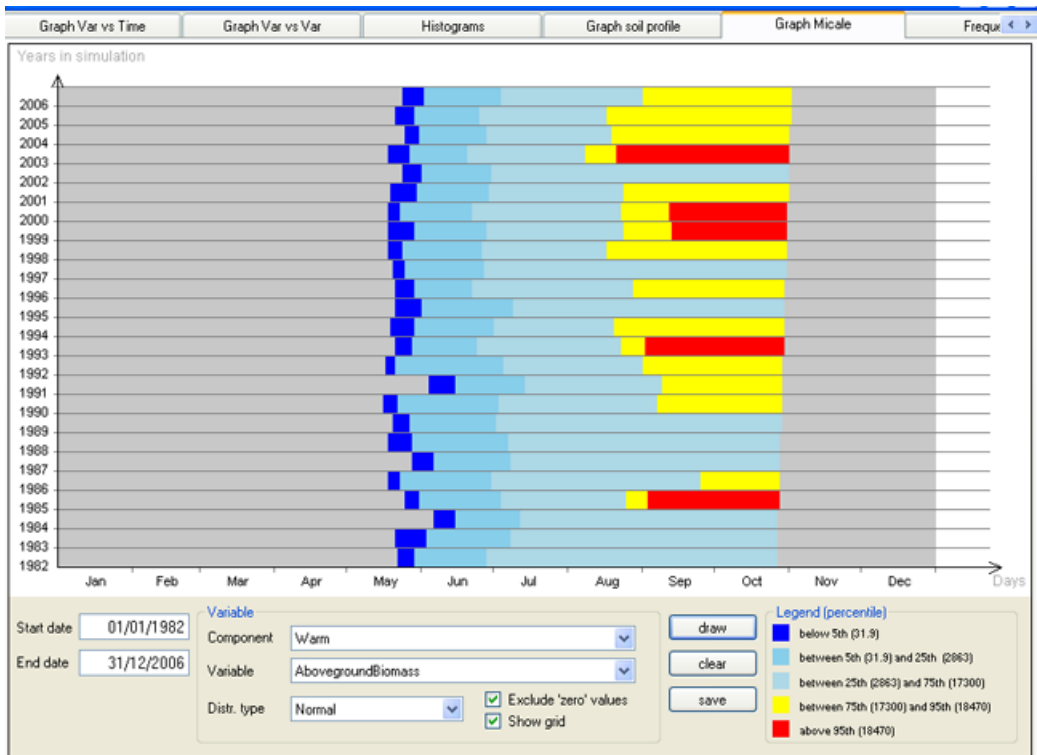 Graph Var vs Time Graph Var vs Var Histograms Graph soil profile Graph Micale Freque
Years in simulation
2006
2005
2004
2003
2002
2001
2000
1999
1998
1997
1996
1995
1994
1993
1992
1991
1990
1989
1988
1987
1986
1985
1984
1983
1982
Jan Feb Mar Apr May Jun Jul Aug Sep Oct Nov Dec Days
Start date 01/01/1982
End date 31/12/2006
Variable
Component Warm
Variable AbovegroundBiomass
Distr. type Normal
Exclude 'zero' values
Show grid
draw
clear
save
Legend (percentile)
below 5th (31.9)
between 5th (31.9) and 25th (2863)
between 25th (2863) and 75th (17300)
between 75th (17300) and 95th (18470)
above 95th (18470)